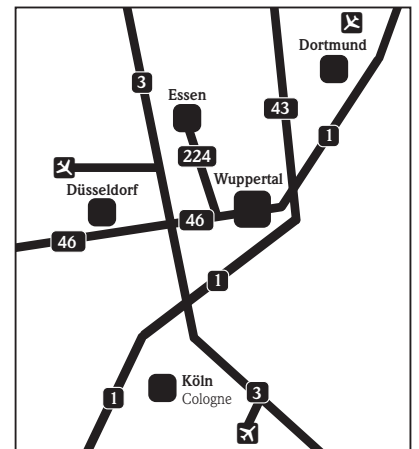 Dortmund
3
Essen
43
1
224
Wuppertal
Düsseldorf
46
46
1
Köln
Cologne
3
1